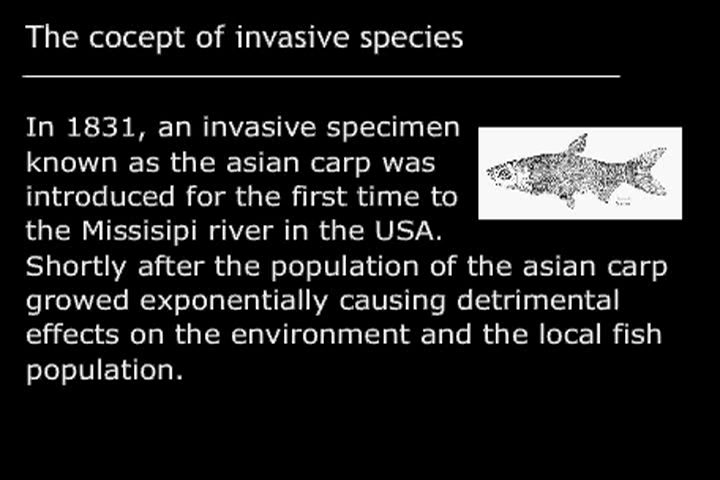 The cocept of invasive species
In 1831, an invasive specimen
known as the asian carp was
introduced for the first time to
the Missisipi river in the USA.
Shortly after the population of the asian carp
growed exponentially causing detrimental
effects on the environment and the local fish
population.